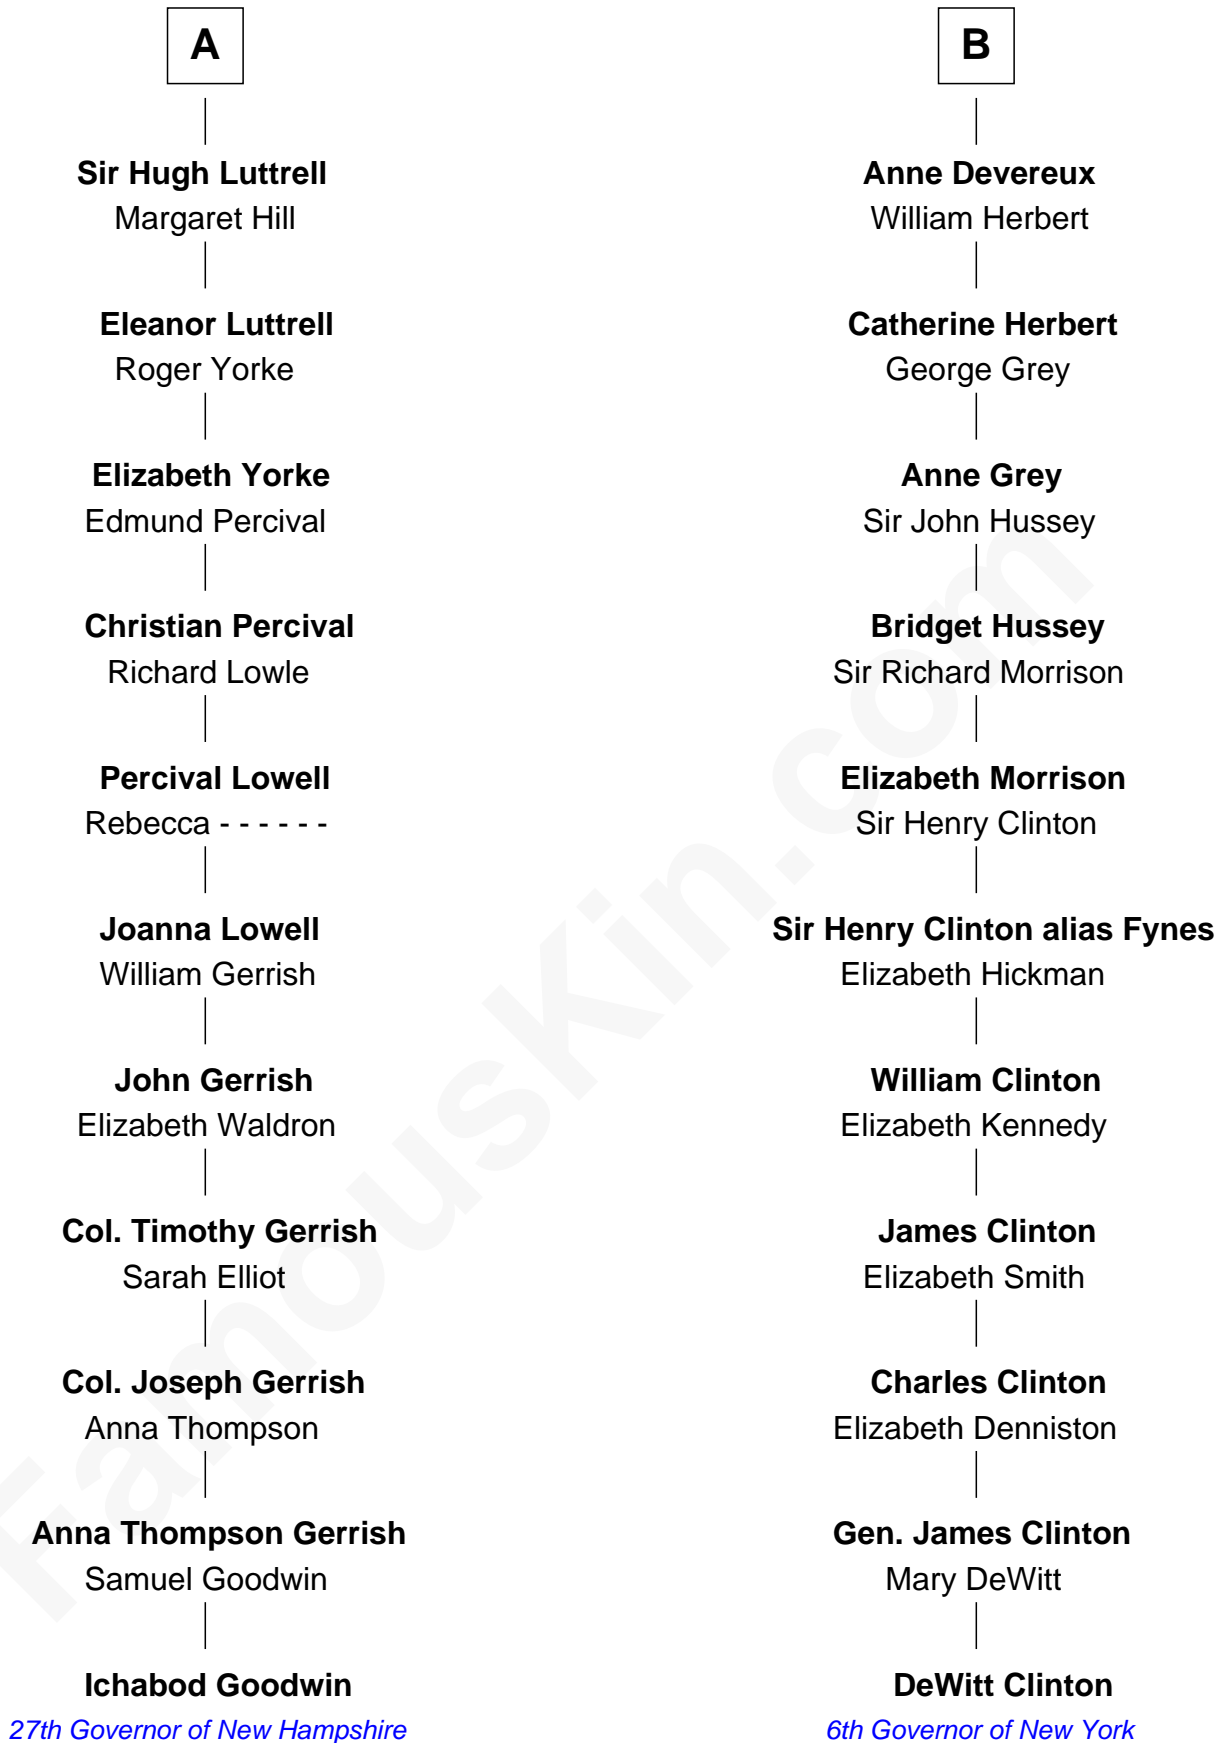 A
Sir Hugh Luttrell
Margaret Hill
Eleanor Luttrell
Roger Yorke
Elizabeth Yorke
Edmund Percival
Christian Percival
Richard Lowle
Percival Lowell
Rebecca - - - - - -
Joanna Lowell
William Gerrish
John Gerrish
Elizabeth Waldron
Col. Timothy Gerrish
Sarah Elliot
Col. Joseph Gerrish
Anna Thompson
Anna Thompson Gerrish
Samuel Goodwin
Ichabod Goodwin
27th Governor of New Hampshire
B
Anne Devereux
William Herbert
Catherine Herbert
George Grey
Anne Grey
Sir John Hussey
Bridget Hussey
Sir Richard Morrison
Elizabeth Morrison
Sir Henry Clinton
Sir Henry Clinton alias Fynes
Elizabeth Hickman
William Clinton
Elizabeth Kennedy
James Clinton
Elizabeth Smith
Charles Clinton
Elizabeth Denniston
Gen. James Clinton
Mary DeWitt
DeWitt Clinton
6th Governor of New York
FamousKin.com